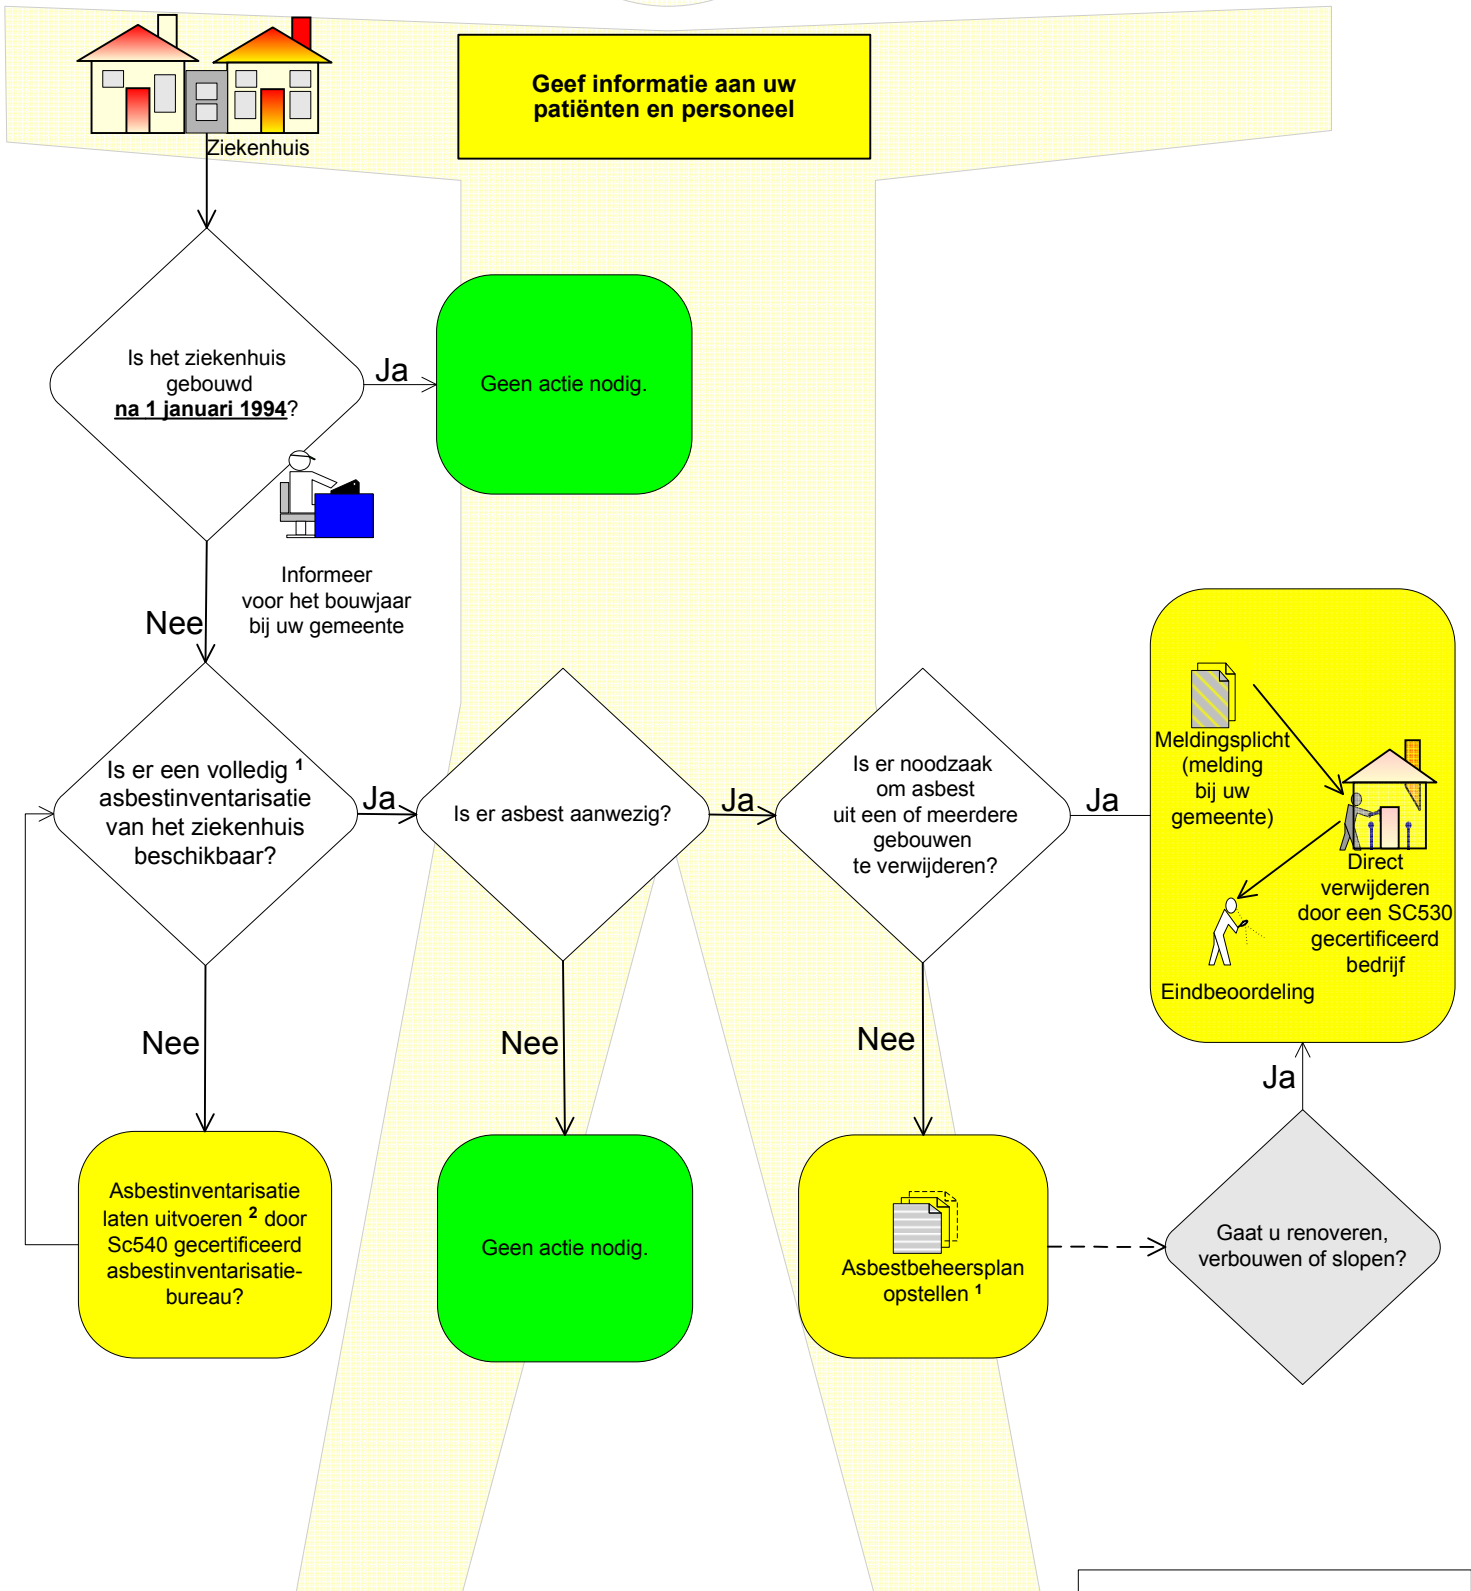 Geef informatie aan uw
patiënten en personeel
Ziekenhuis
Is het ziekenhuis
gebouwd
na 1 januari 1994?
Ja
Geen actie nodig.
Informeer
voor het bouwjaar
bij uw gemeente
Nee
Is er een volledig ¹
asbestinventarisatie
van het ziekenhuis
beschikbaar?
Ja
Is er asbest aanwezig?
Ja
Is er noodzaak
om asbest
uit een of meerdere
gebouwen
te verwijderen?
Ja
Meldingsplicht
(melding
bij uw
gemeente)
Direct
verwijderen
door een SC530
gecertificeerd
bedrijf
Eindbeoordeling
Nee
Nee
Nee
Ja
Asbestinventarisatie
laten uitvoeren ² door
Sc540 gecertificeerd
asbestinventarisatie-
bureau?
Geen actie nodig.
Asbestbeheersplan
opstellen ¹
Gaat u renoveren,
verbouwen of slopen?